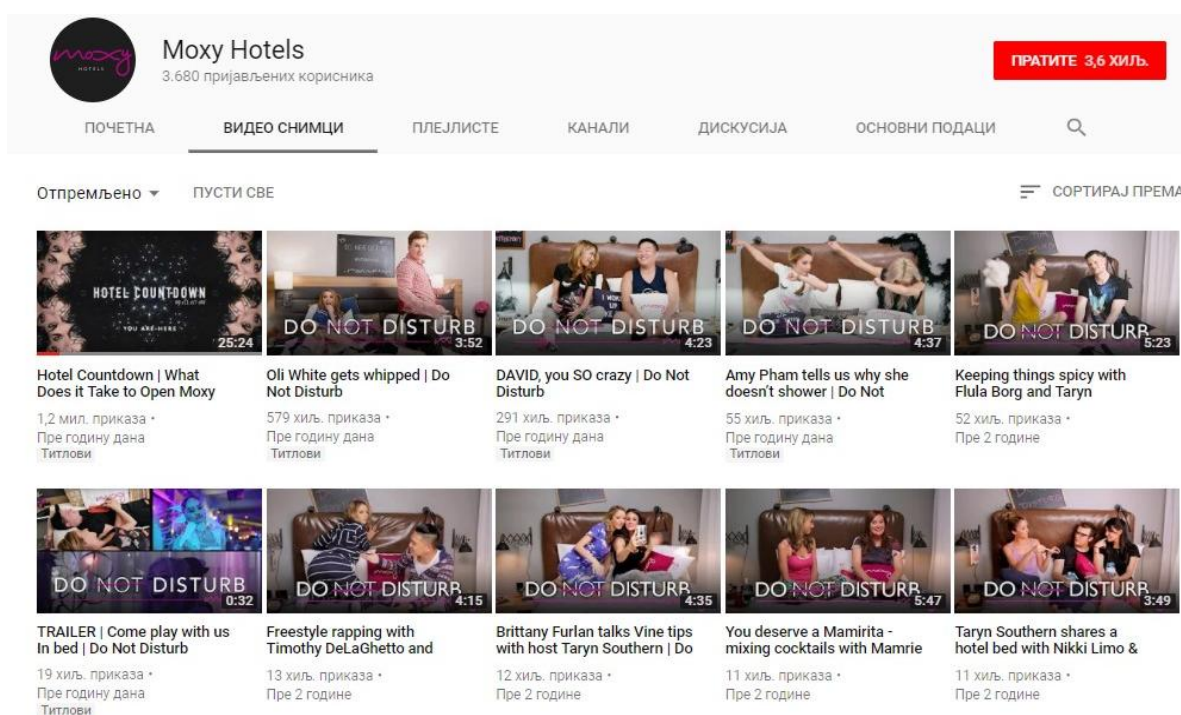 moxy
HOTELS
Moxy Hotels
3.680 пријављених корисника
ПРАТИТЕ 3,6 ХИЉ.
ПОЧЕТНА ВИДЕО СНИМЦИ ПЛЕЈЛИСТЕ КАНАЛИ ДИСКУСИЈА ОСНОВНИ ПОДАЦИ
Отпремљено ПУСТИ СВЕ СОРТИРАЈ ПРЕМА
HOTEL COUNTDOWN
YOU ARE HERE
25:24
DO NOT DISTURB
3:52
DO NOT DISTURB
4:23
DO NOT DISTURB
4:37
DO NOT DISTURB
5:23
Hotel Countdown | What
Does it Take to Open Moxy
1,2 мил. приказа •
Пре годину дана
Титлови
Oli White gets whipped | Do
Not Disturb
579 хиљ. приказа •
Пре годину дана
Титлови
DAVID, you SO crazy | Do Not
Disturb
291 хиљ. приказа •
Пре годину дана
Титлови
Amy Pham tells us why she
doesn't shower | Do Not
55 хиљ. приказа •
Пре годину дана
Титлови
Keeping things spicy with
Flula Borg and Taryn
52 хиљ. приказа •
Пре 2 године
DO NOT DISTURB
0:32
DO NOT DISTURB
4:15
DO NOT DISTURB
4:35
DO NOT DISTURB
5:47
DO NOT DISTURB
3:49
TRAILER | Come play with us
In bed | Do Not Disturb
19 хиљ. приказа •
Пре годину дана
Титлови
Freestyle rapping with
Timothy DeLaGhetto and
13 хиљ. приказа •
Пре 2 године
Brittany Furlan talks Vine tips
with host Taryn Southern | Do
12 хиљ. приказа •
Пре 2 године
You deserve a Mamirita -
mixing cocktails with Mamrie
11 хиљ. приказа •
Пре 2 године
Taryn Southern shares a
hotel bed with Nikki Limo &
11 хиљ. приказа •
Пре 2 године